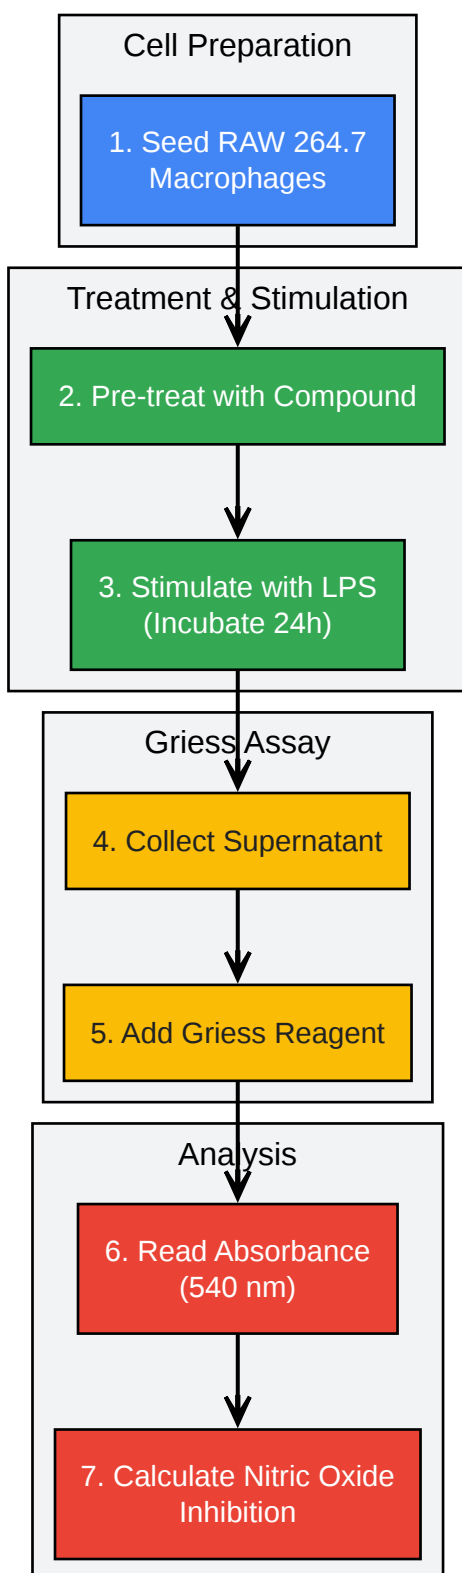 Cell Preparation
1. Seed RAW 264.7
Macrophages
Treatment & Stimulation
2. Pre-treat with Compound
3. Stimulate with LPS
(Incubate 24h)
Griess Assay
4. Collect Supernatant
5. Add Griess Reagent
Analysis
6. Read Absorbance
(540 nm)
7. Calculate Nitric Oxide
Inhibition